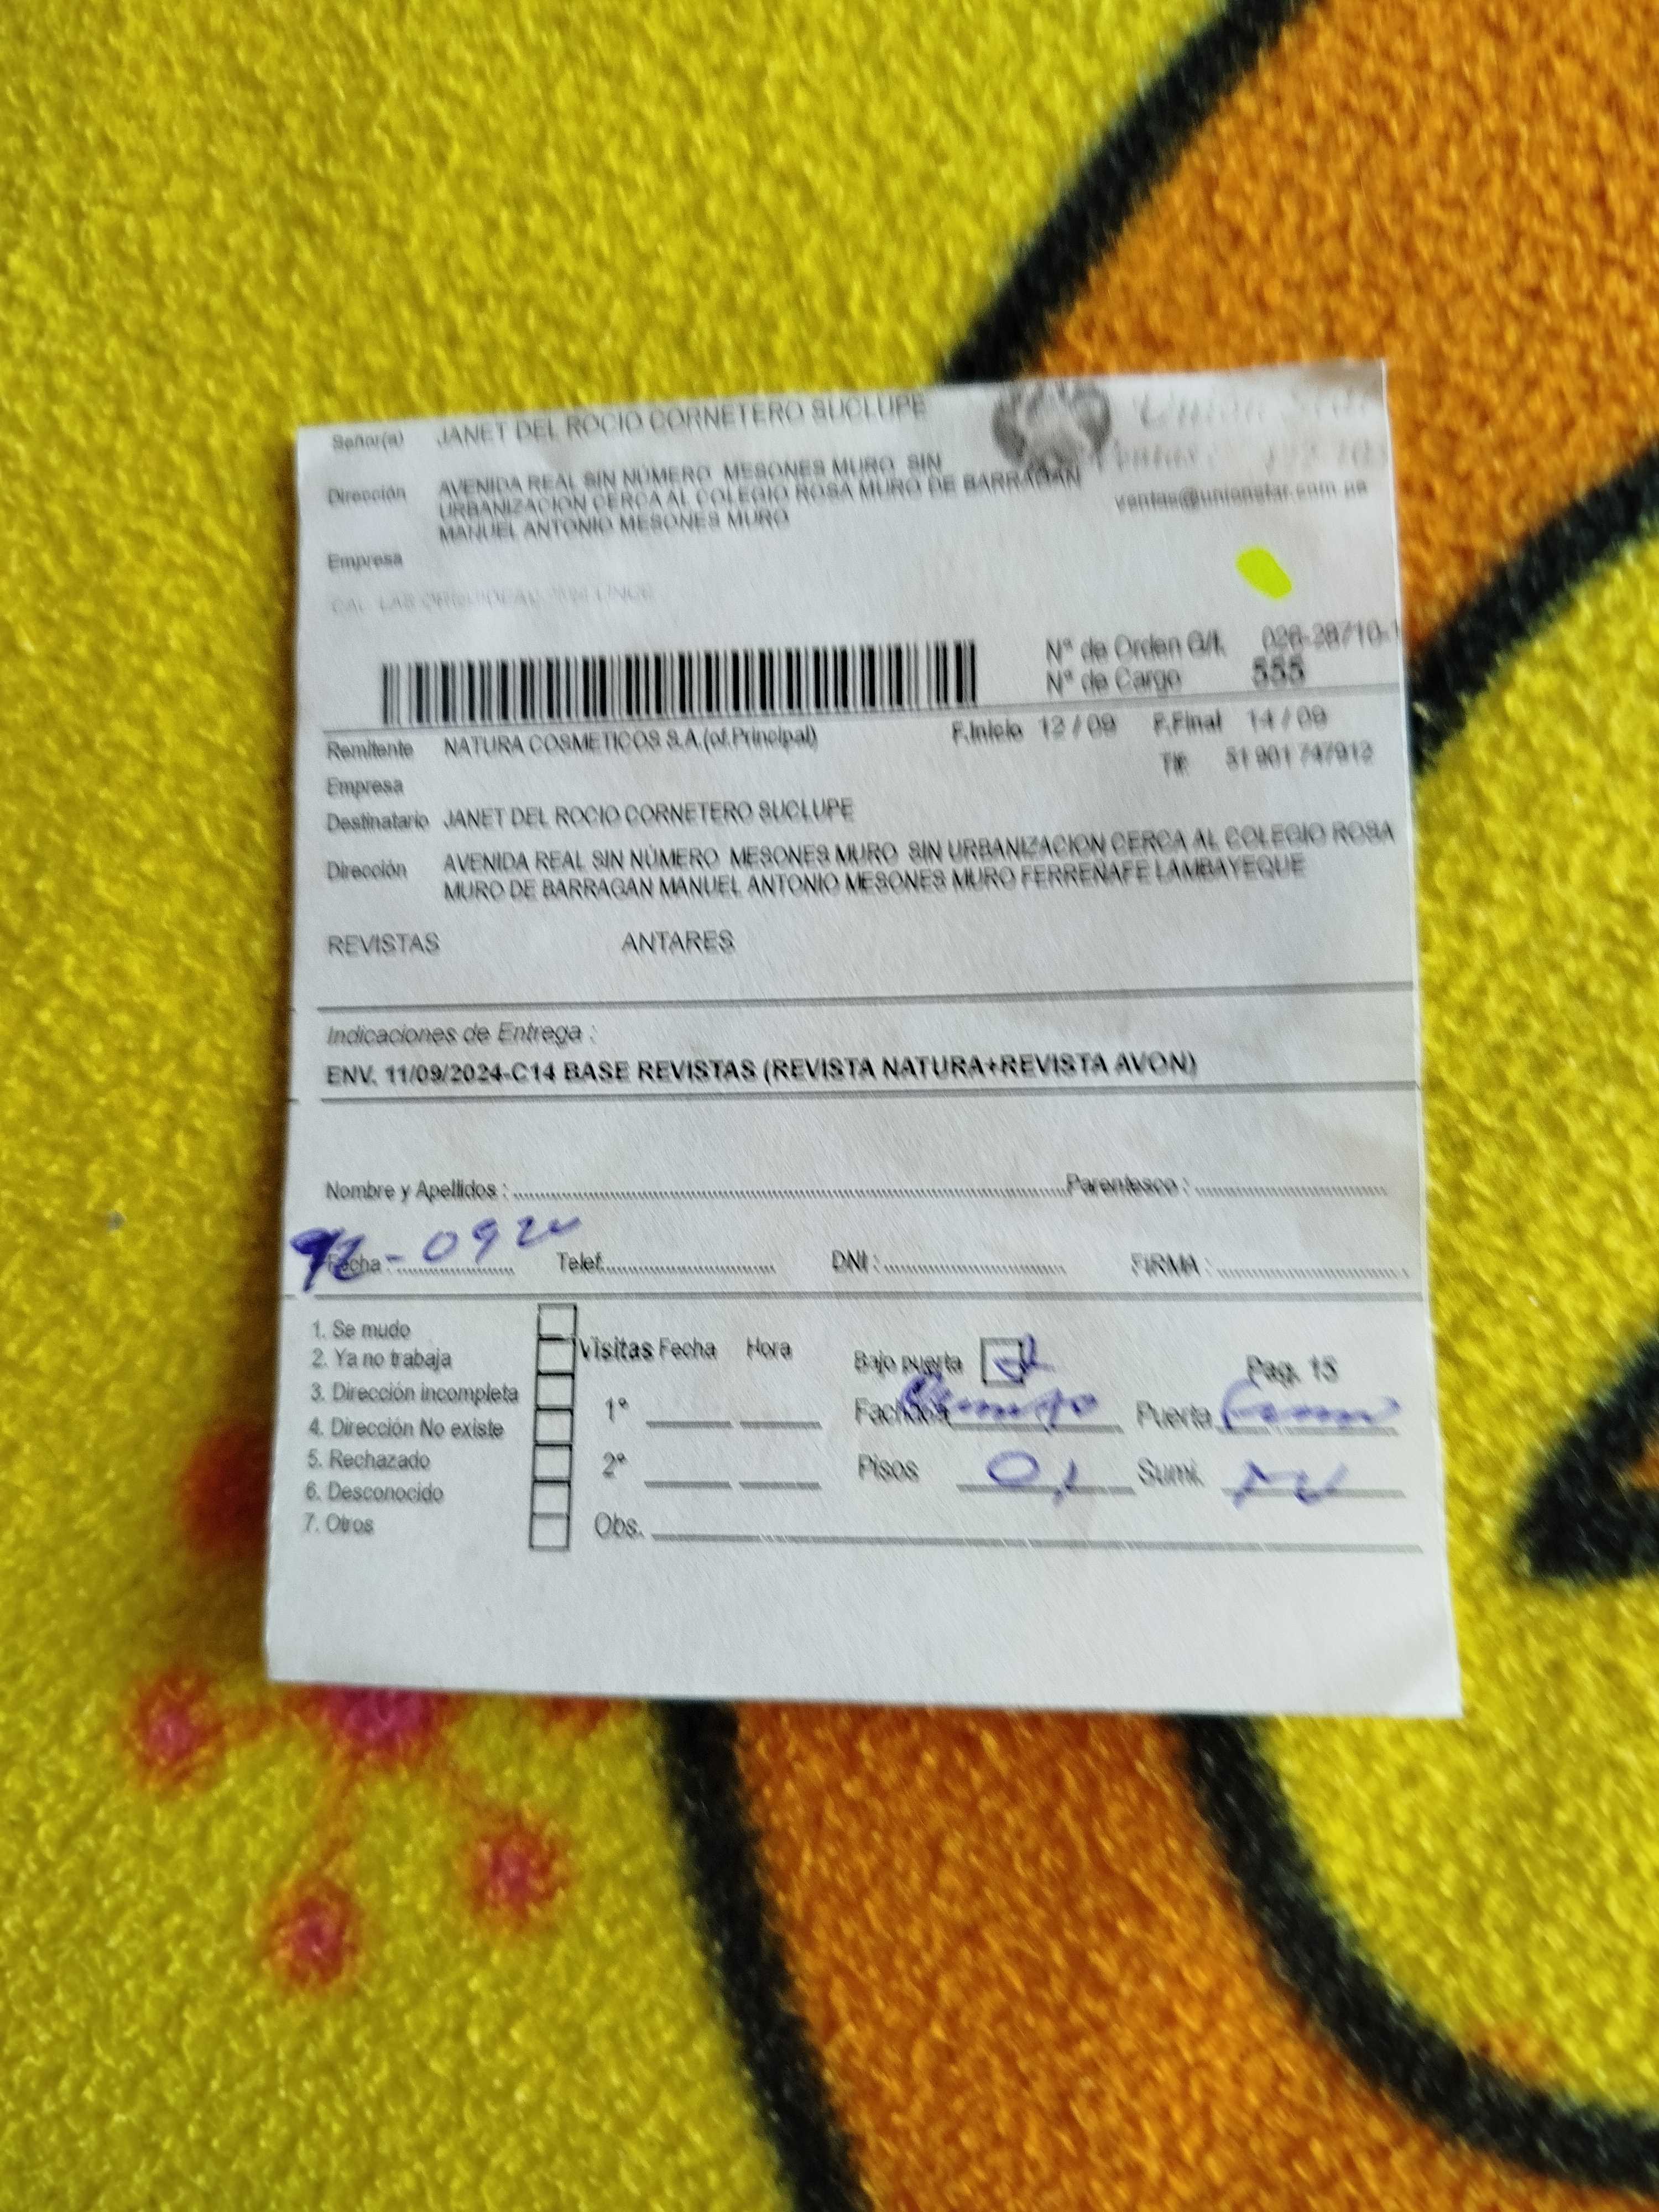 Señor(a) JANET DEL ROCIO CORNETERO SUCLUPE
Dirección AVENIDA REAL SIN NÚMERO MESONES MURO SIN
URBANIZACION CERCA AL COLEGIO ROSA MURO DE BARRAGAN
MANUEL ANTONIO MESONES MURO
Union Star
ventas@unionstar.com.pe
Empresa
N° de Orden G/I. 026-28710-1
N° de Cargo 555
Remitente NATURA COSMETICOS S.A.(of.Principal) F.Inicio 12 / 09 F.Final 14 / 09
Empresa Tlf: 51 901 747912
Destinatario JANET DEL ROCIO CORNETERO SUCLUPE
Dirección AVENIDA REAL SIN NÚMERO MESONES MURO SIN URBANIZACION CERCA AL COLEGIO ROSA
MURO DE BARRAGAN MANUEL ANTONIO MESONES MURO FERREÑAFE LAMBAYEQUE
REVISTAS ANTARES
Indicaciones de Entrega :
ENV. 11/09/2024-C14 BASE REVISTAS (REVISTA NATURA+REVISTA AVON)
Nombre y Apellidos : Parentesco :
Fecha : Telef. DNI : FIRMA :
1. Se mudo
2. Ya no trabaja
3. Dirección incompleta
4. Dirección No existe
5. Rechazado
6. Desconocido
7. Otros
Visitas Fecha Hora
1°
2°
Obs.
Bajo puerta Pag. 15
Fachada Puerta
Pisos 01 Sumi.